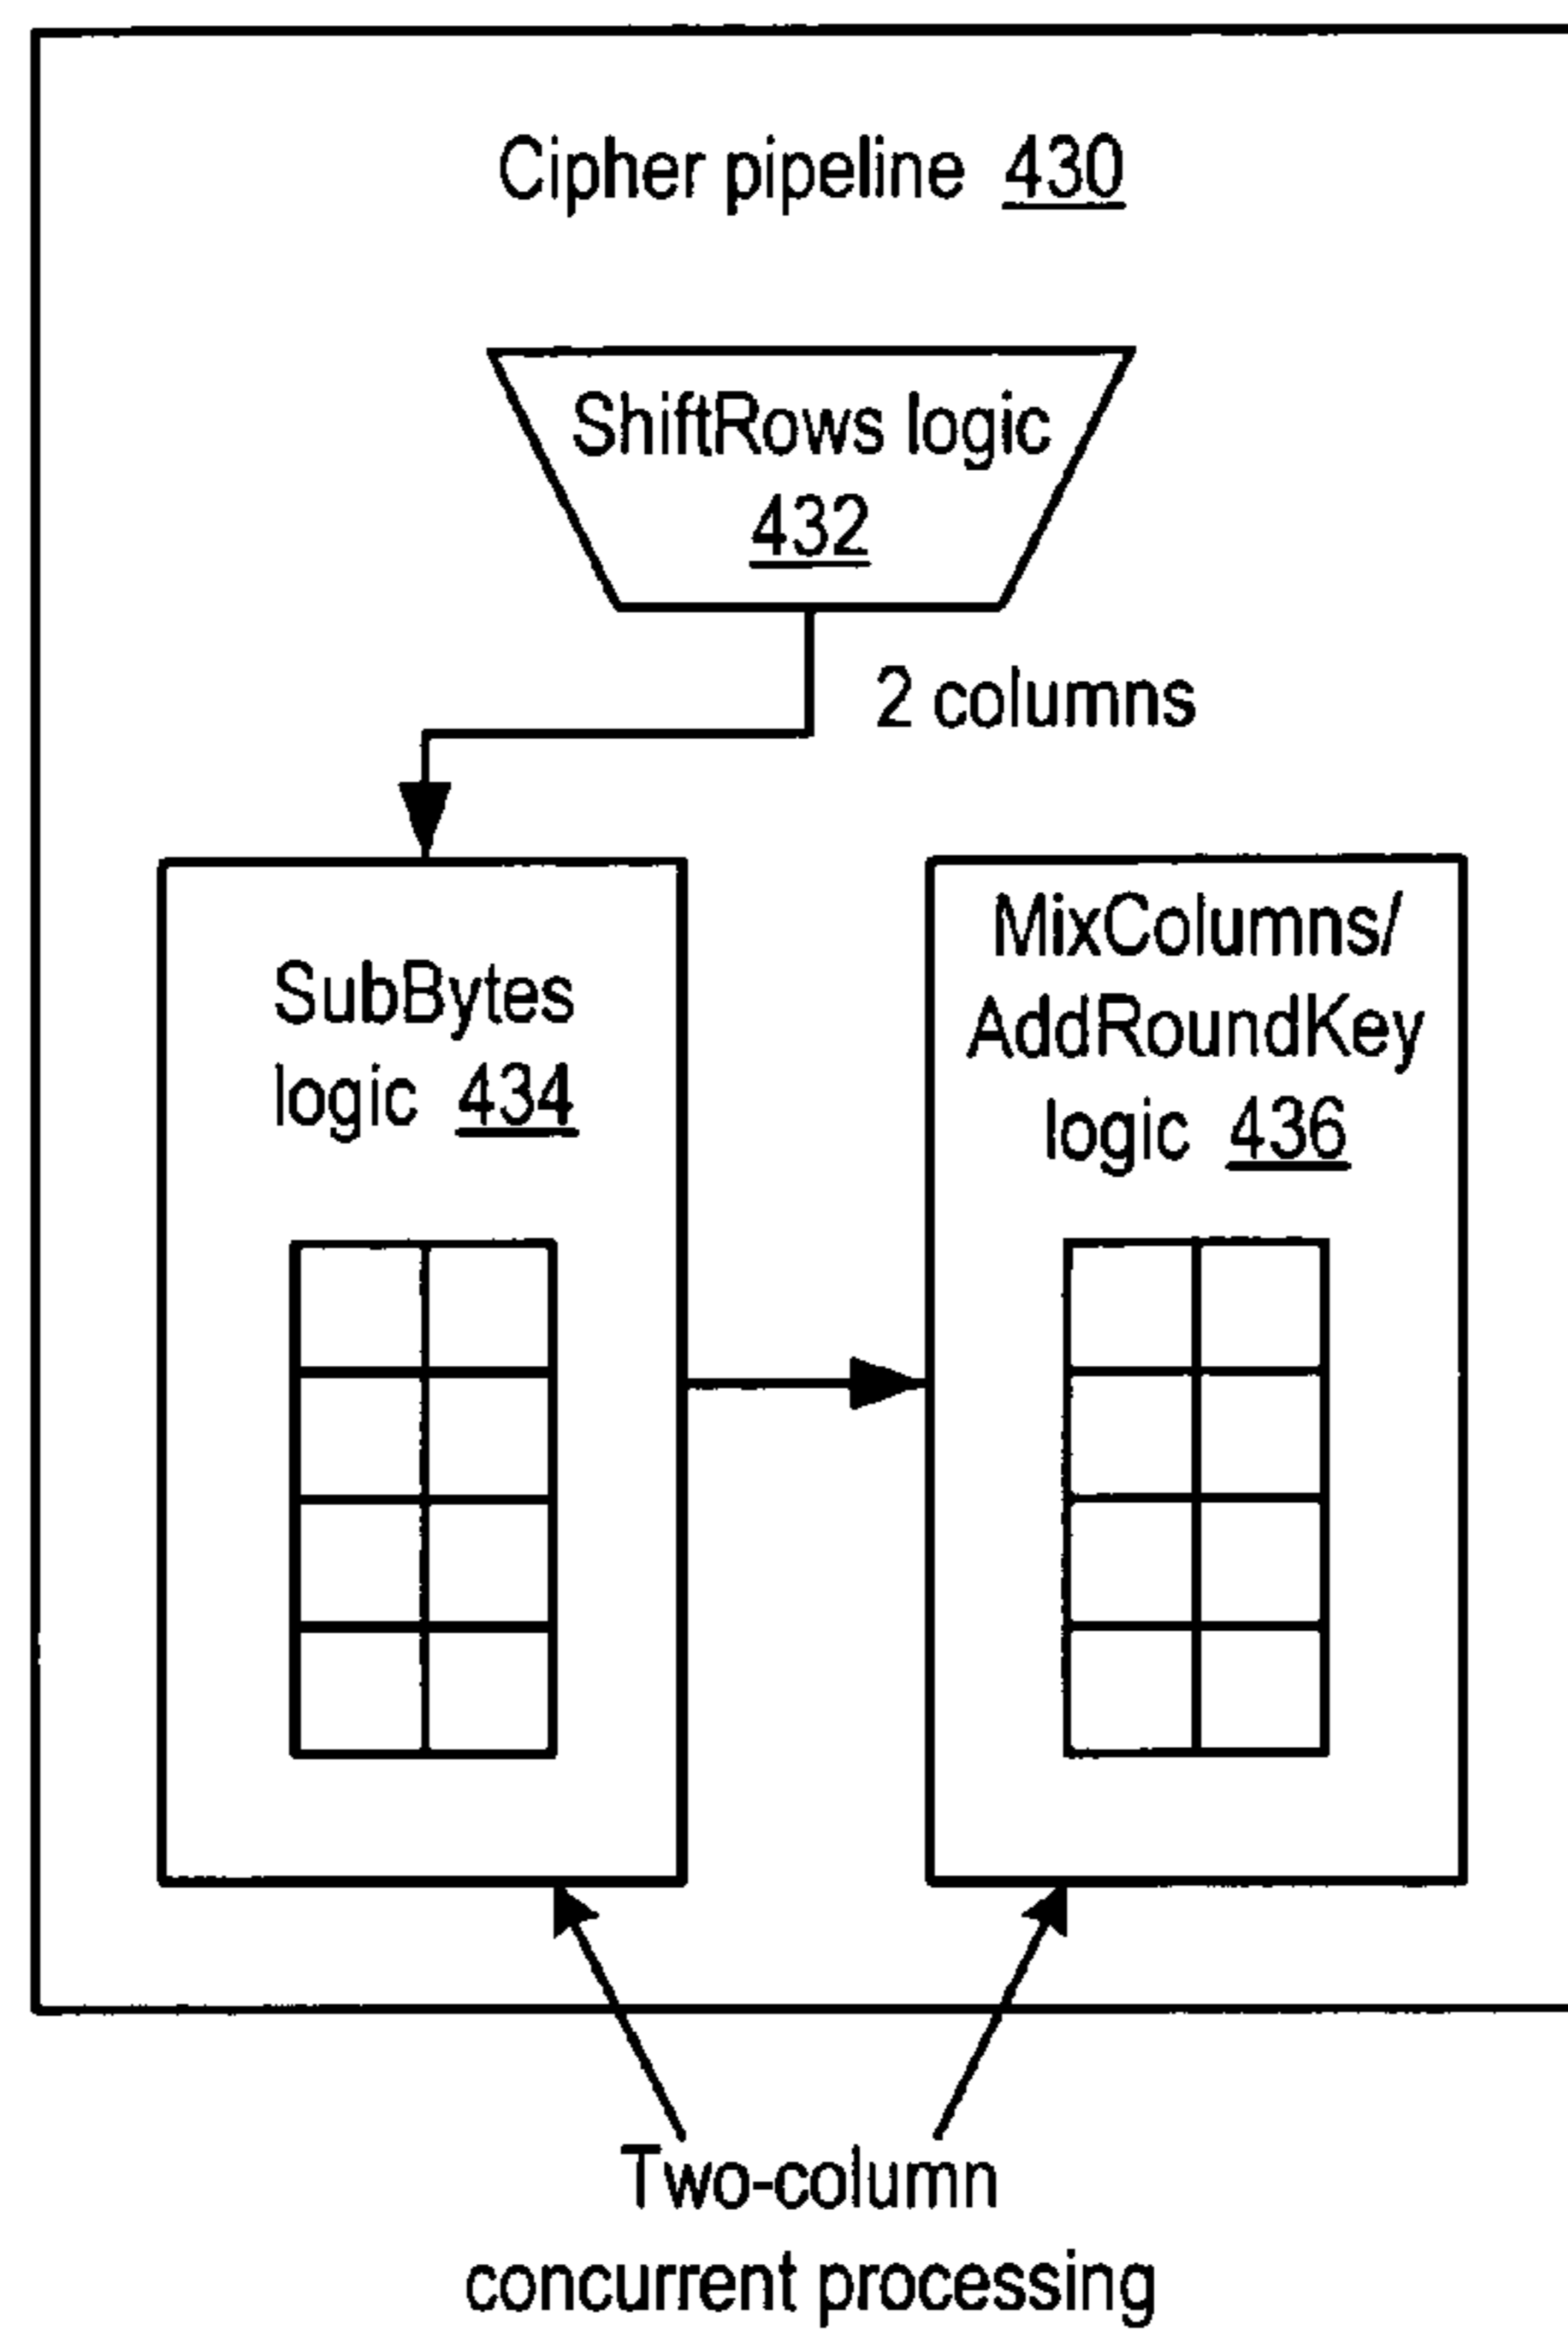 Cipher pipeline 430
ShiftRows logic
432
2 columns
SubBytes
logic 434
MixColumns/
AddRoundKey
logic 436
Two-column
concurrent processing